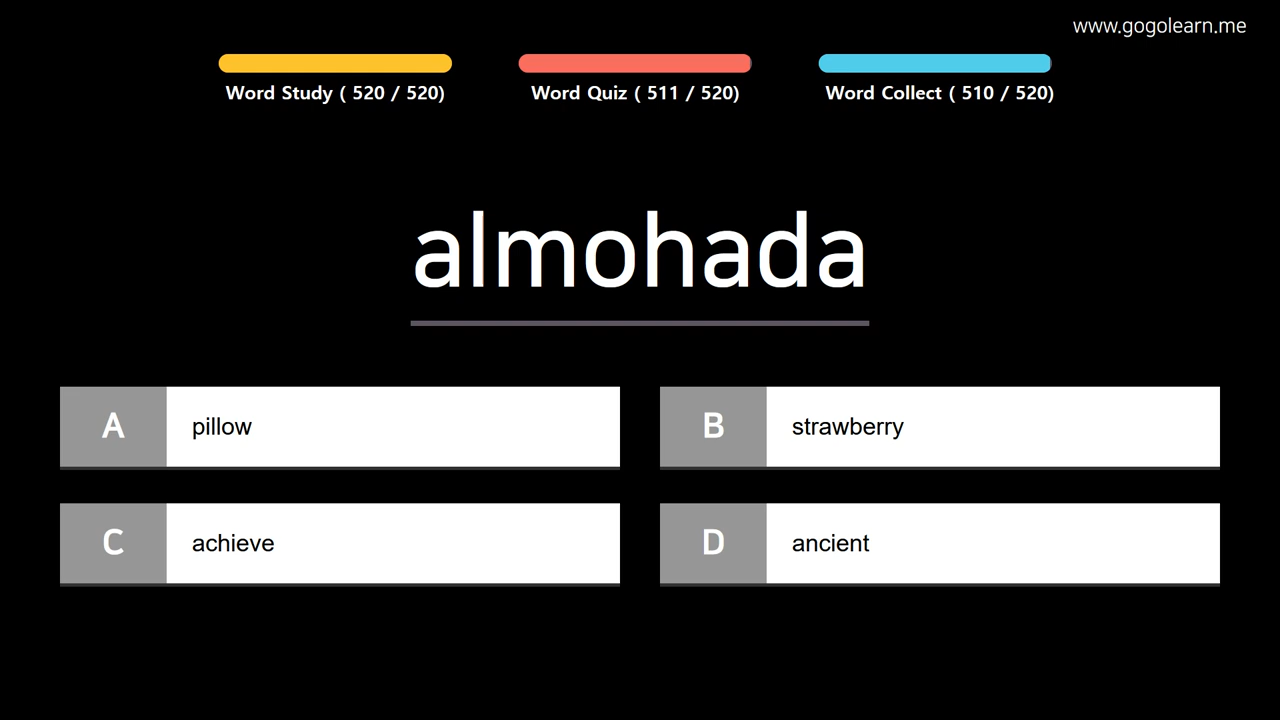 www.gogolearn.me
Word Study ( 520 / 520)
Word Quiz ( 511 / 520)
Word Collect ( 510 / 520)
almohada
A pillow
B strawberry
C achieve
D ancient